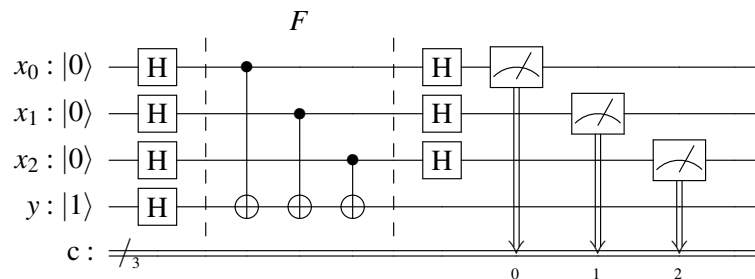 F
x₀ : |0⟩ H H
x₁ : |0⟩ H H
x₂ : |0⟩ H H
y : |1⟩ H
c : 3
0 1 2